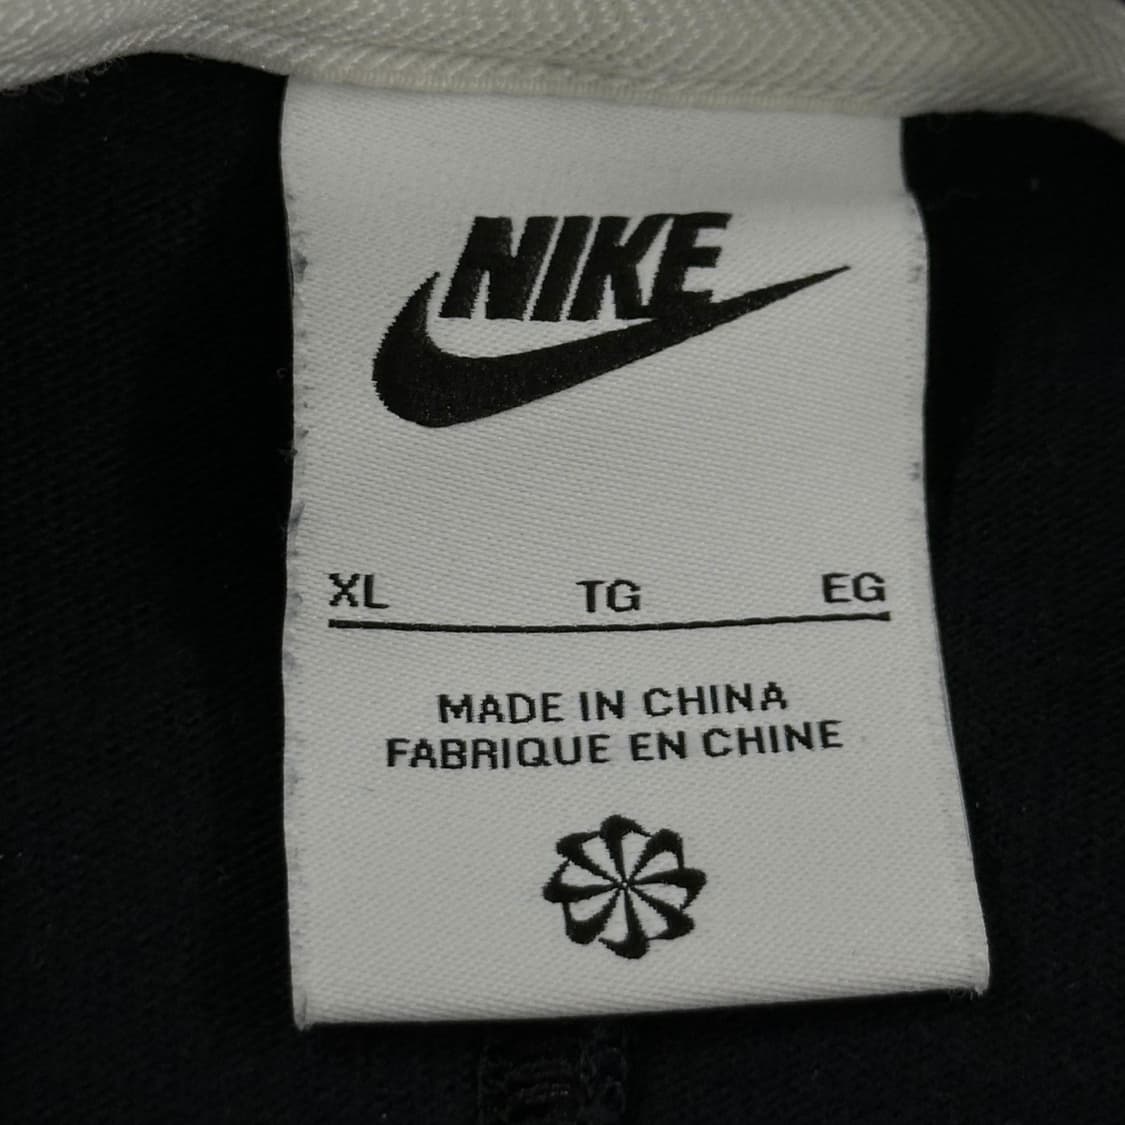 NIKE
XL TG EG
MADE IN CHINA
FABRIQUE EN CHINE